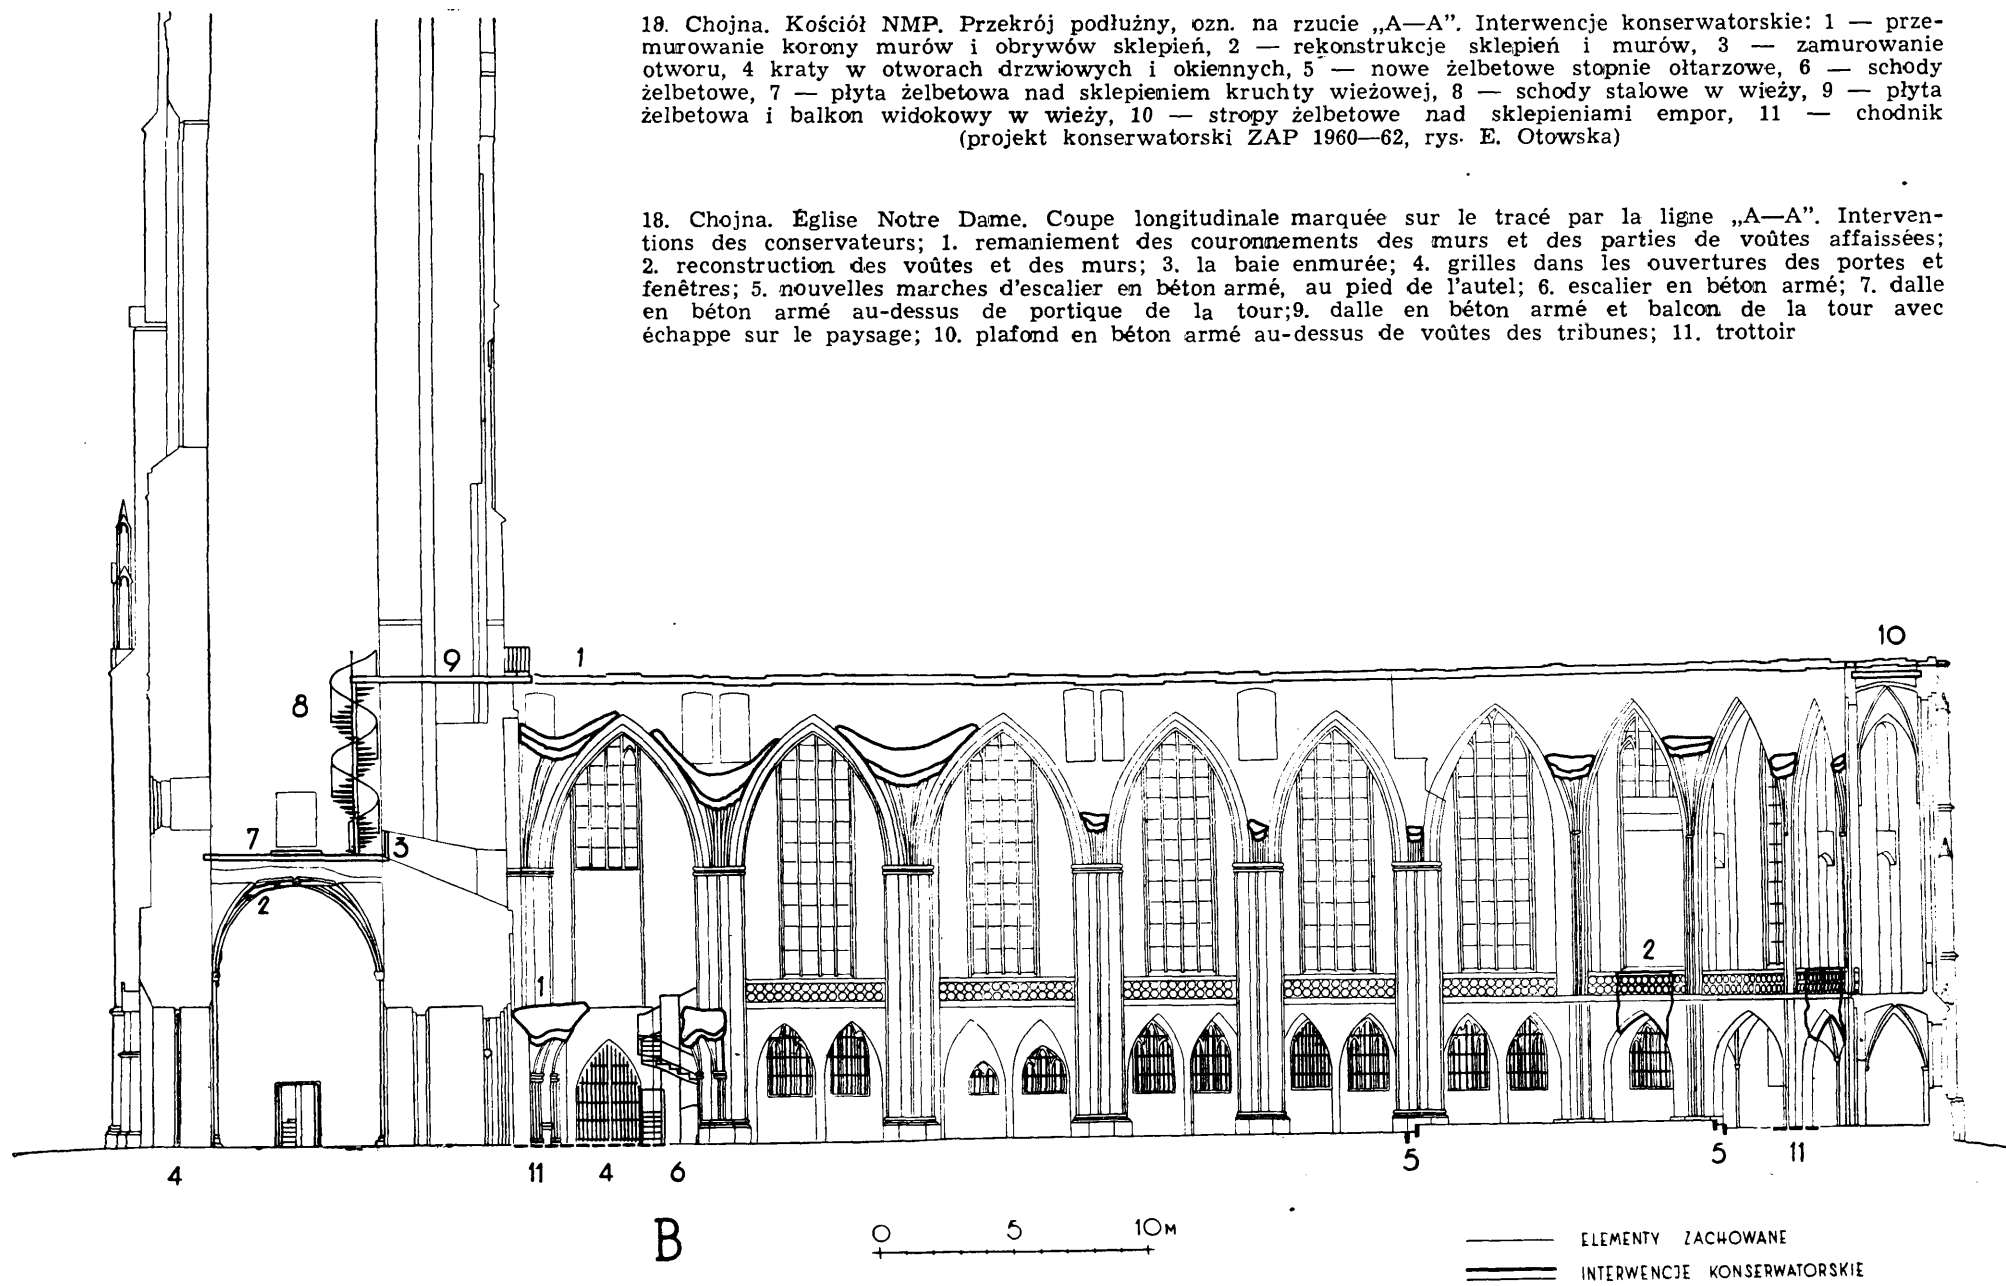 18. Chojna. Kościół NMP. Przekrój podłużny, ozn. na rzucie „A—A”. Interwencje konserwatorskie: 1 — prze-
murowanie korony murów i obrywów sklepień, 2 — rekonstrukcje sklepień i murów, 3 — zamurowanie
otworu, 4 kraty w otworach drzwiowych i okiennych, 5 — nowe żelbetowe stopnie ołtarzowe, 6 — schody
żelbetowe, 7 — płyta żelbetowa nad sklepieniem kruchty wieżowej, 8 — schody stalowe w wieży, 9 — płyta
żelbetowa i balkon widokowy w wieży, 10 — stropy żelbetowe nad sklepieniami empor, 11 — chodnik
(projekt konserwatorski ZAP 1960—62, rys. E. Otowska)
18. Chojna. Église Notre Dame. Coupe longitudinale marquée sur le tracé par la ligne „A—A”. Interven-
tions des conservateurs; 1. remaniement des couronnements des murs et des parties de voûtes affaissées;
2. reconstruction des voûtes et des murs; 3. la baie enmurée; 4. grilles dans les ouvertures des portes et
fenêtres; 5. nouvelles marches d'escalier en béton armé, au pied de l'autel; 6. escalier en béton armé; 7. dalle
en béton armé au-dessus de portique de la tour;9. dalle en béton armé et balcon de la tour avec
échappe sur le paysage; 10. plafond en béton armé au-dessus de voûtes des tribunes; 11. trottoir
10
9 1
8
7 3
2
2
1
4 11 4 6 5 5 11
B
0 5 10M
ELEMENTY ZACHOWANE
INTERWENCJE KONSERWATORSKIE